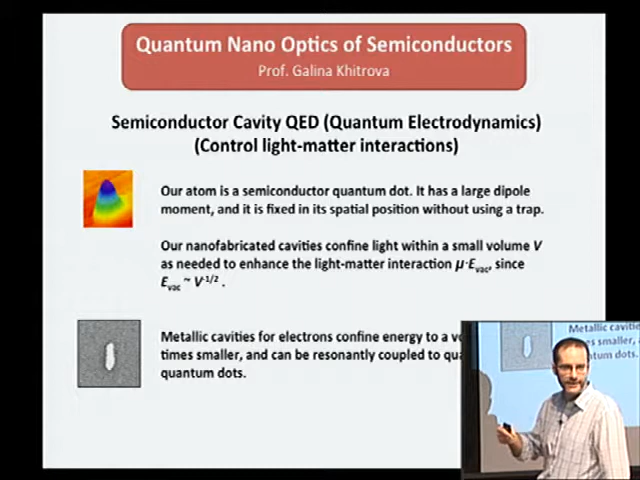 Quantum Nano Optics of Semiconductors
Prof. Galina Khitrova
Semiconductor Cavity QED (Quantum Electrodynamics)
(Control light-matter interactions)
Our atom is a semiconductor quantum dot. It has a large dipole
moment, and it is fixed in its spatial position without using a trap.
Our nanofabricated cavities confine light within a small volume V
as needed to enhance the light-matter interaction μ·Evac, since
Evac ~ V-1/2 .
Metallic cavities for electrons confine energy to a
times smaller, and can be resonantly coupled to
quantum dots.
Metallic cavitie
es smaller,
ntum dots.